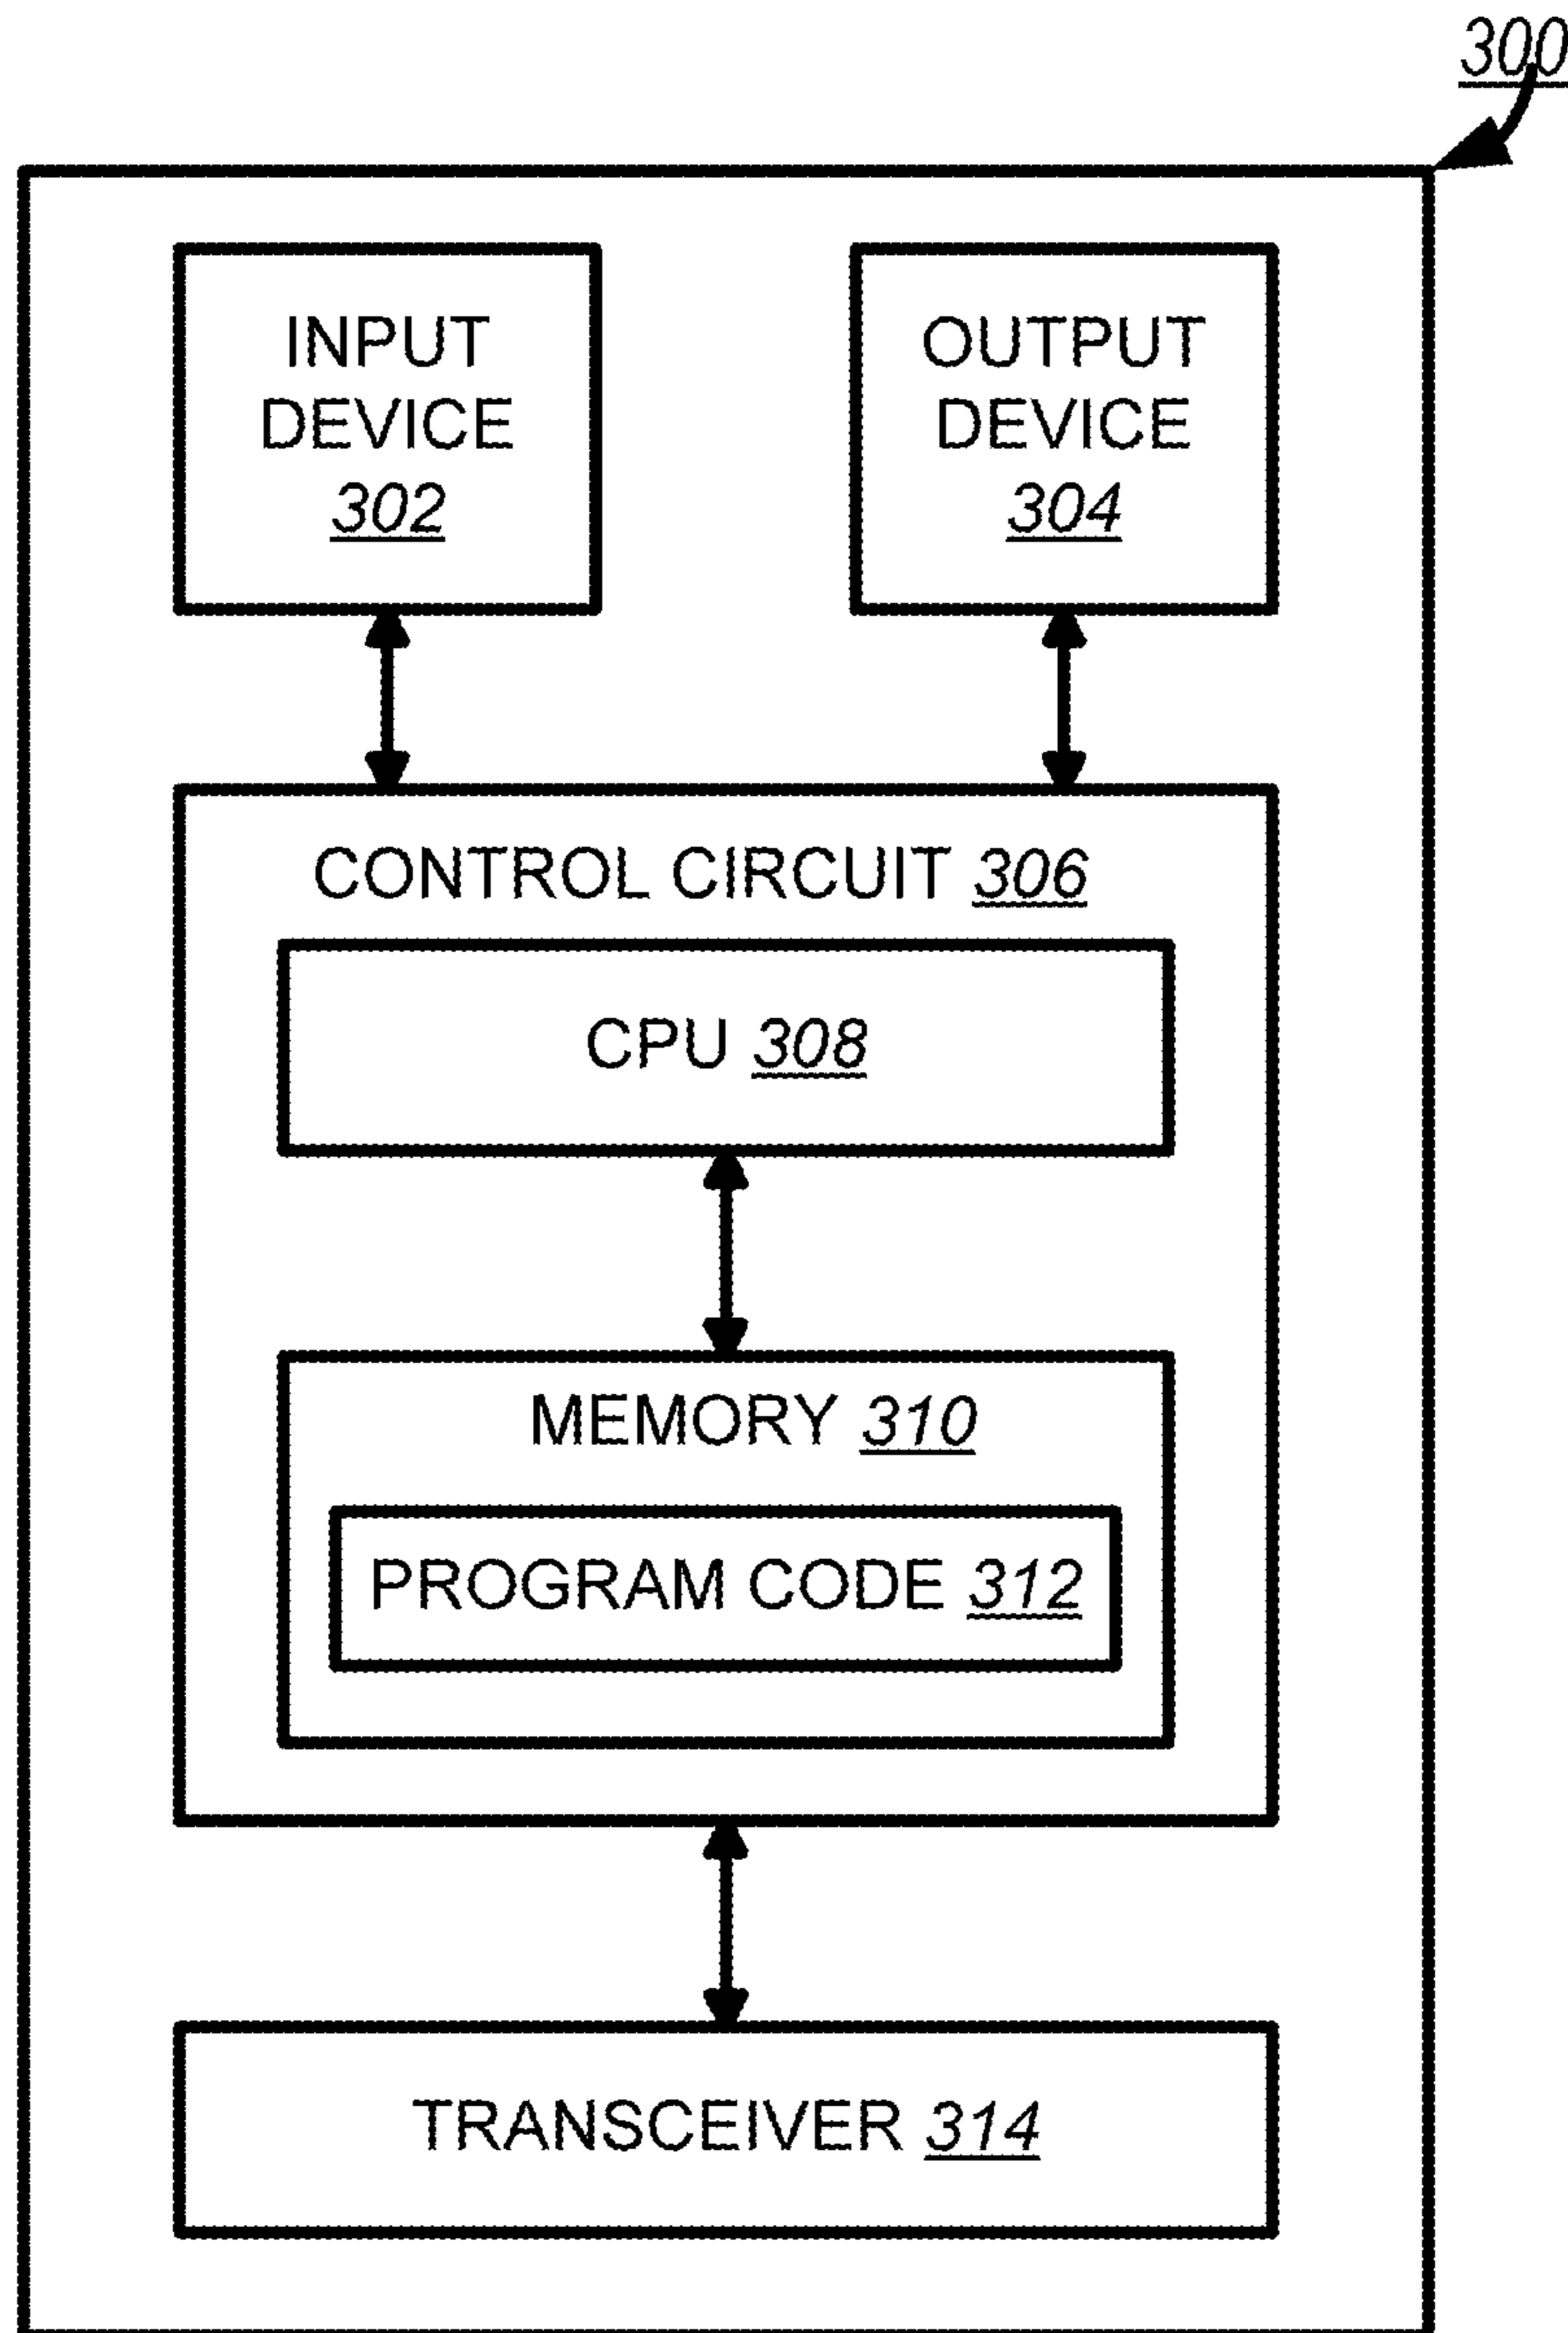 300
INPUT
DEVICE
302
OUTPUT
DEVICE
304
CONTROL CIRCUIT 306
CPU 308
MEMORY 310
PROGRAM CODE 312
TRANSCEIVER 314